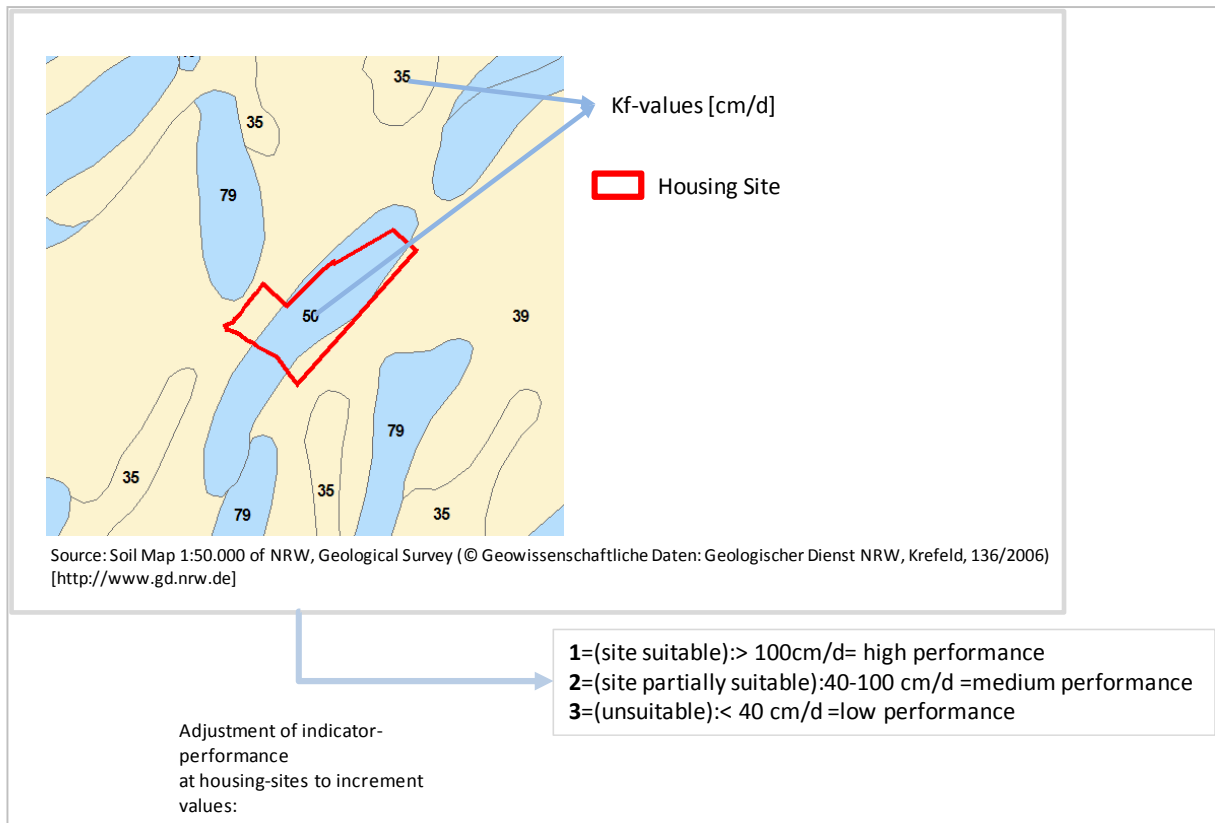 35
Kf-values [cm/d]
35
79
Housing Site
50
39
79
35
35
79
35
Source: Soil Map 1:50.000 of NRW, Geological Survey (© Geowissenschaftliche Daten: Geologischer Dienst NRW, Krefeld, 136/2006)
[http://www.gd.nrw.de]
1=(site suitable):> 100cm/d= high performance
2=(site partially suitable):40-100 cm/d =medium performance
3=(unsuitable):< 40 cm/d =low performance
Adjustment of indicator-
performance
at housing-sites to increment
values: